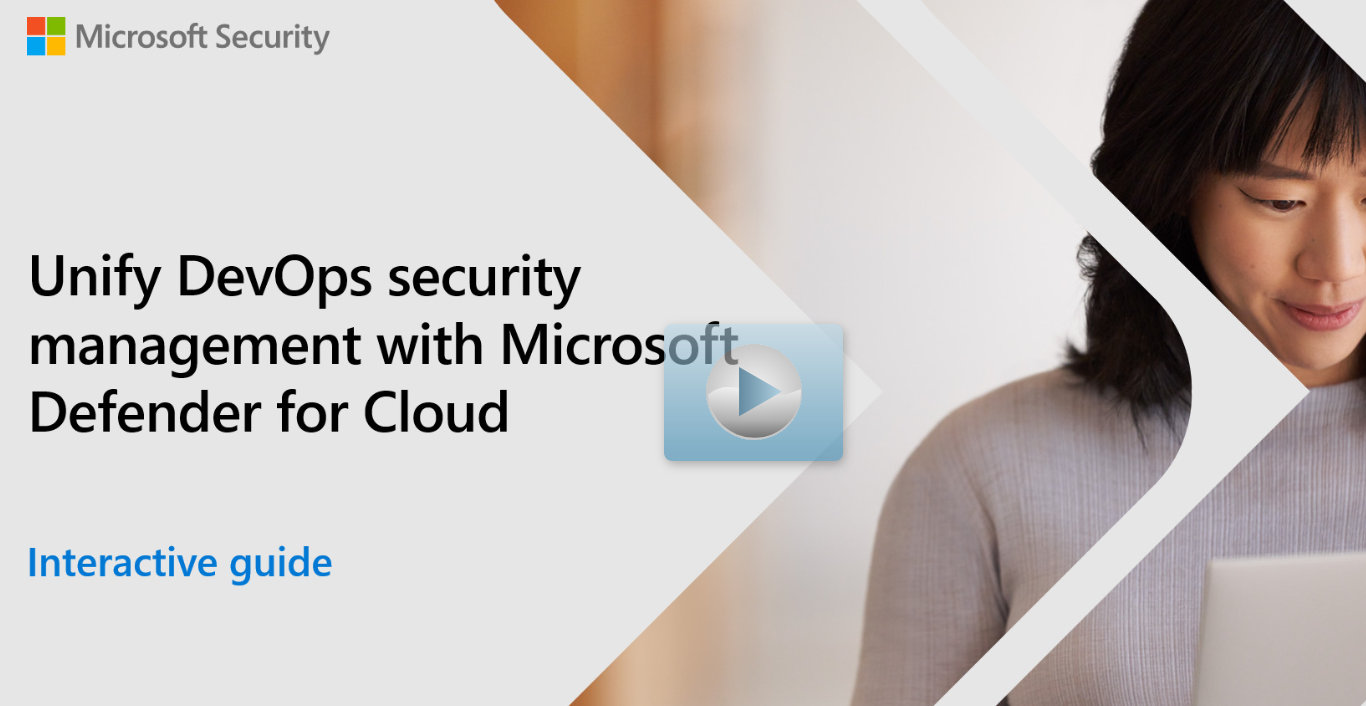 Microsoft Security
Unify DevOps security
management with Microsoft
Defender for Cloud
Interactive guide